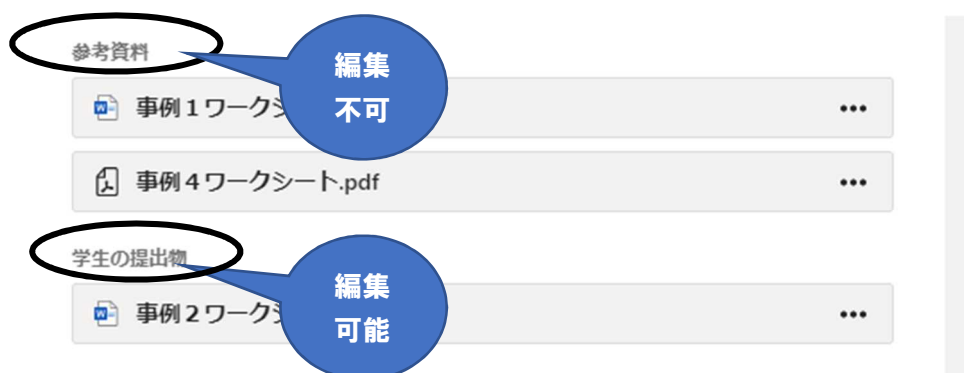 参考資料
編集
不可
事例1ワークシ
•••
事例4ワークシート.pdf
•••
学生の提出物
編集
可能
事例2ワークシ
•••